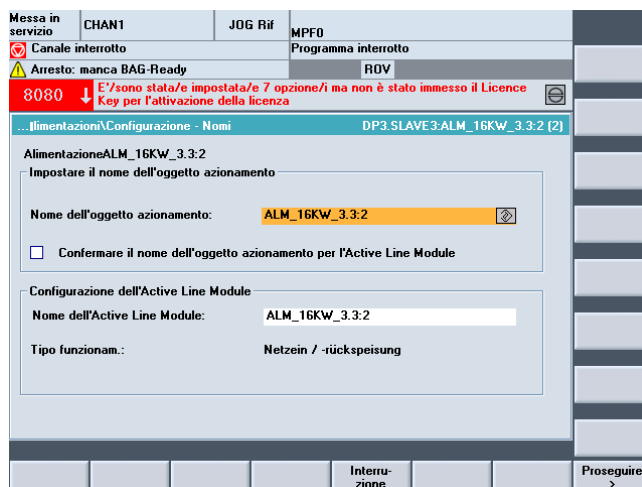 Messa in servizio
CHAN1
JOG Rif
MPF0
Canale interrotto
Programma interrotto
Arresto: manca BAG-Ready
ROV
8080
E'/sono stata/e impostata/e 7 opzione/i ma non è stato immesso il Licence
Key per l'attivazione della licenza
limentazioni\Configurazione - Nomi
DP3.SLAVE3:ALM_16KW_3.3:2 (2)
AlimentazioneALM_16KW_3.3:2
Impostare il nome dell'oggetto azionamento
Nome dell'oggetto azionamento:
ALM_16KW_3.3:2
Confermare il nome dell'oggetto azionamento per l'Active Line Module
Configurazione dell'Active Line Module
Nome dell'Active Line Module:
ALM_16KW_3.3:2
Tipo funzionam.:
Netzein / -rückspeisung
Interru-
zione
Proseguire
>